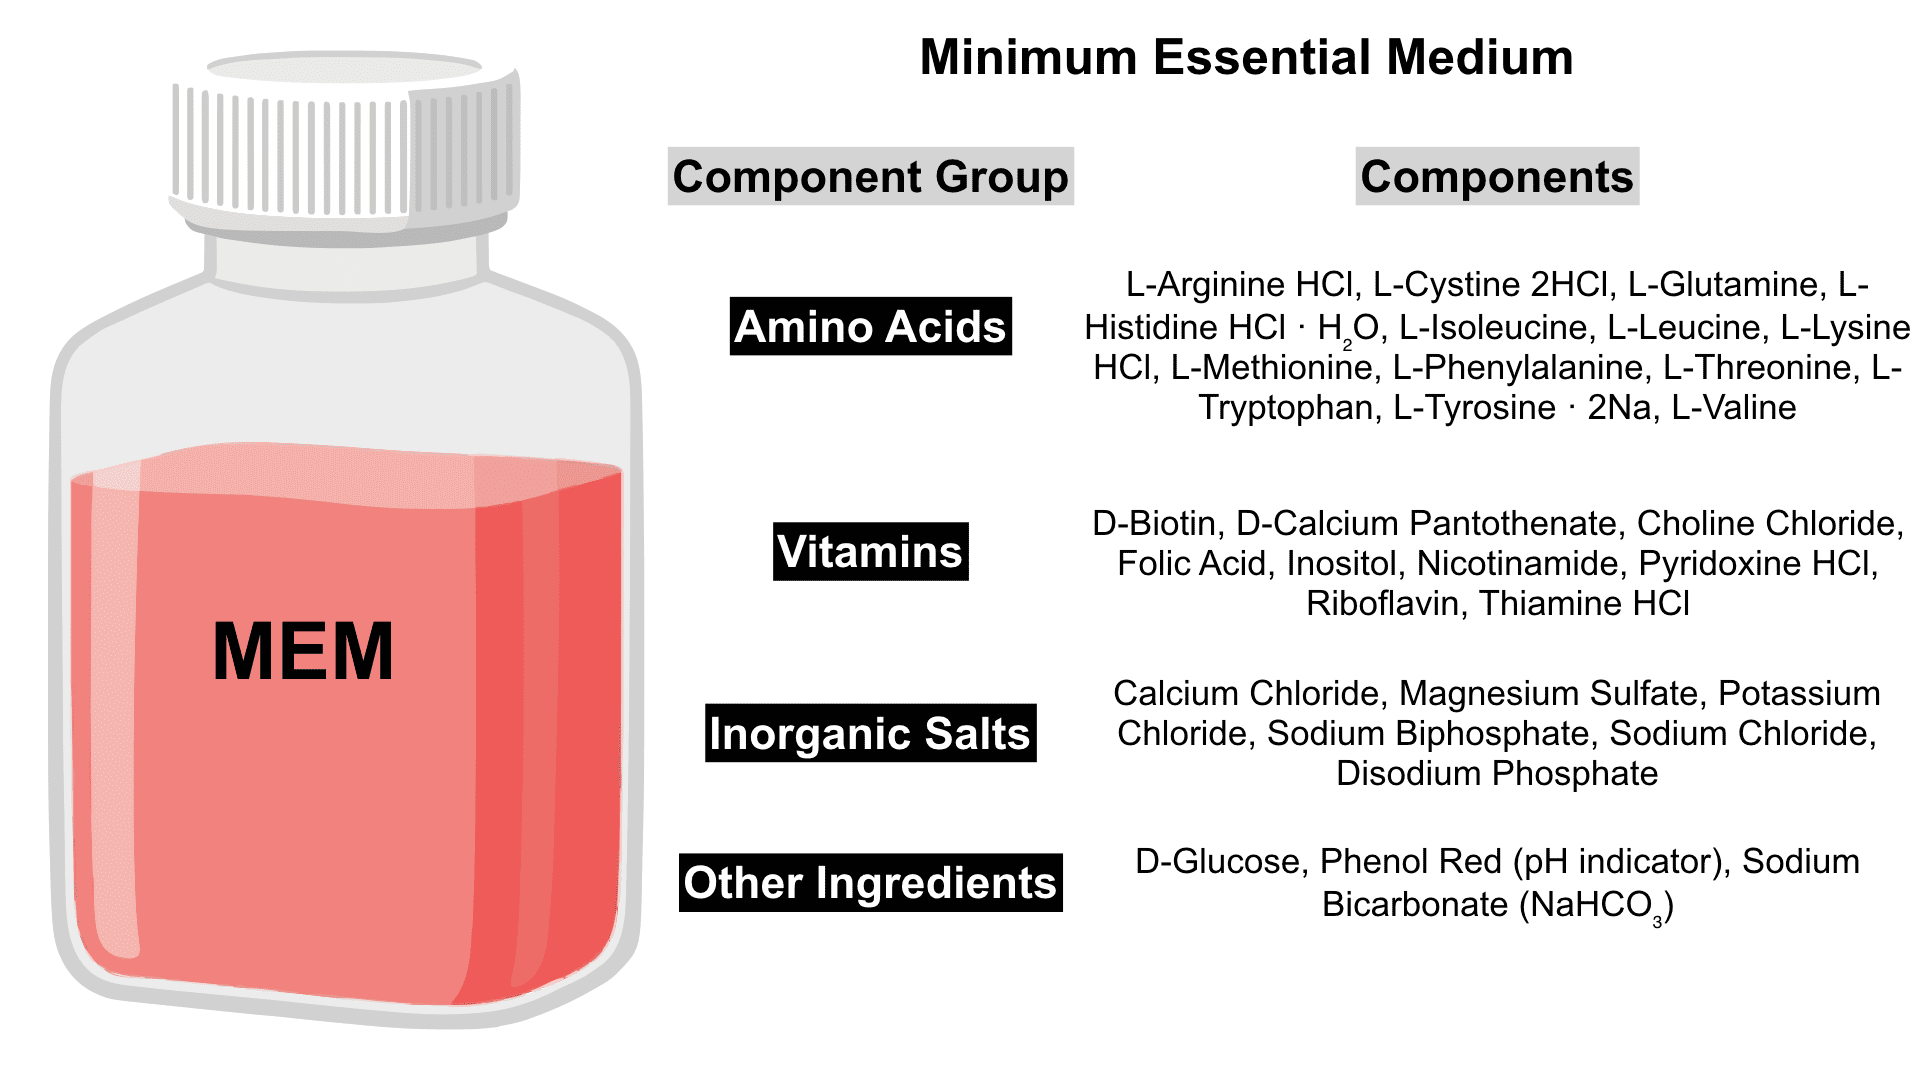 Minimum Essential Medium
Component Group
Components
Amino Acids
L-Arginine HCl, L-Cystine 2HCl, L-Glutamine, L-
Histidine HCl · H₂O, L-Isoleucine, L-Leucine, L-Lysine
HCl, L-Methionine, L-Phenylalanine, L-Threonine, L-
Tryptophan, L-Tyrosine · 2Na, L-Valine
Vitamins
D-Biotin, D-Calcium Pantothenate, Choline Chloride,
Folic Acid, Inositol, Nicotinamide, Pyridoxine HCl,
Riboflavin, Thiamine HCl
MEM
Inorganic Salts
Calcium Chloride, Magnesium Sulfate, Potassium
Chloride, Sodium Biphosphate, Sodium Chloride,
Disodium Phosphate
Other Ingredients
D-Glucose, Phenol Red (pH indicator), Sodium
Bicarbonate (NaHCO₃)